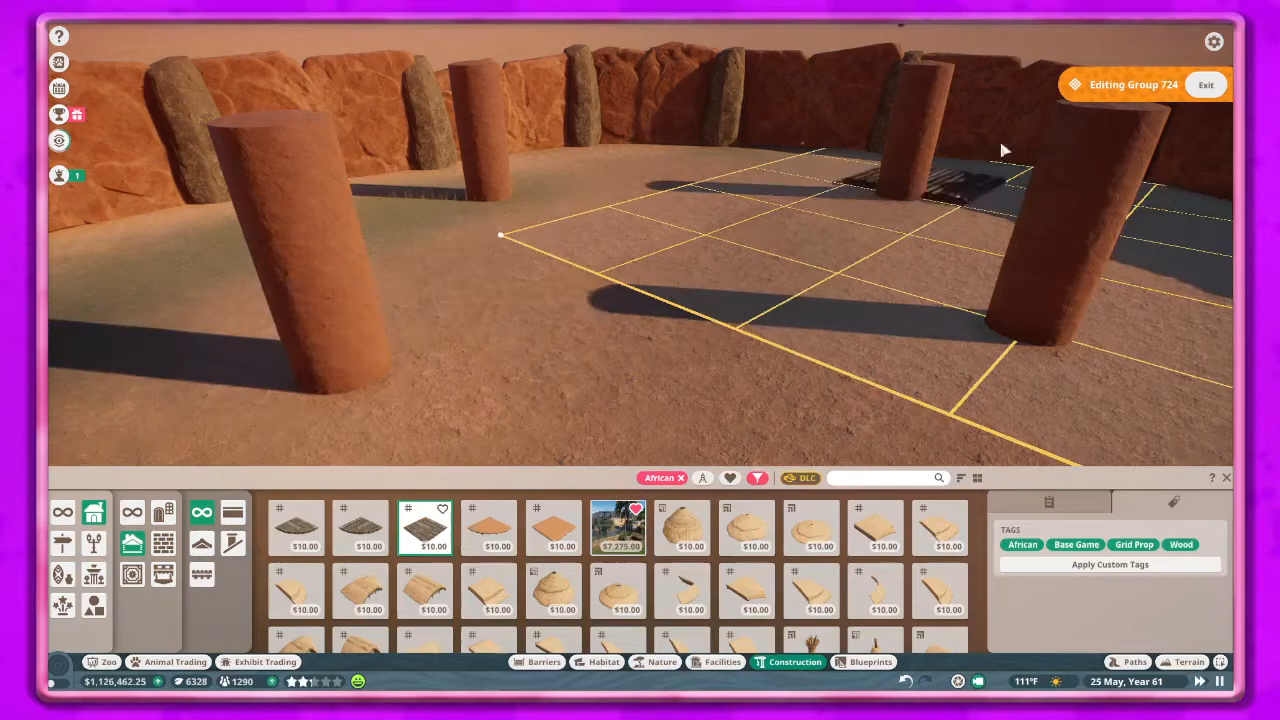 ?
Editing Group 724 Exit
1
African × DLC
? ×
$10.00 $10.00 $10.00 $10.00 $10.00 $7,275.00 $10.00 $10.00 $10.00 $10.00 $10.00
TAGS
African Base Game Grid Prop Wood
Apply Custom Tags
$10.00 $10.00 $10.00 $10.00 $10.00 $10.00 $10.00 $10.00 $10.00 $10.00 $10.00
Zoo Animal Trading Exhibit Trading Barriers Habitat Nature Facilities Construction Blueprints Paths Terrain
$1,126,462.25 6328 1290 111°F 25 May, Year 61